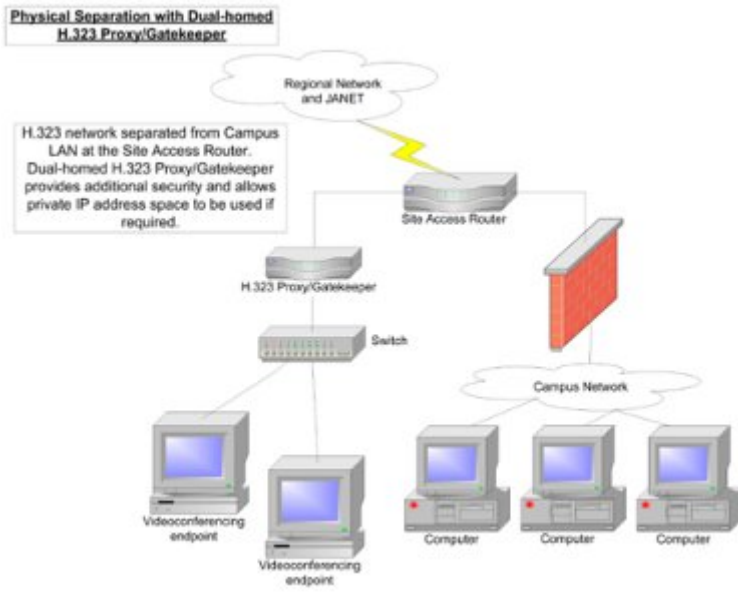 Physical Separation with Dual-homed
H.323 Proxy/Gatekeeper
Regional Network
and JANET
H.323 network separated from Campus
LAN at the Site Access Router.
Dual-homed H.323 Proxy/Gatekeeper
provides additional security and allows
private IP address space to be used if
required.
Site Access Router
H.323 Proxy/Gatekeeper
Switch
Campus Network
Videoconferencing
endpoint
Videoconferencing
endpoint
Computer
Computer
Computer